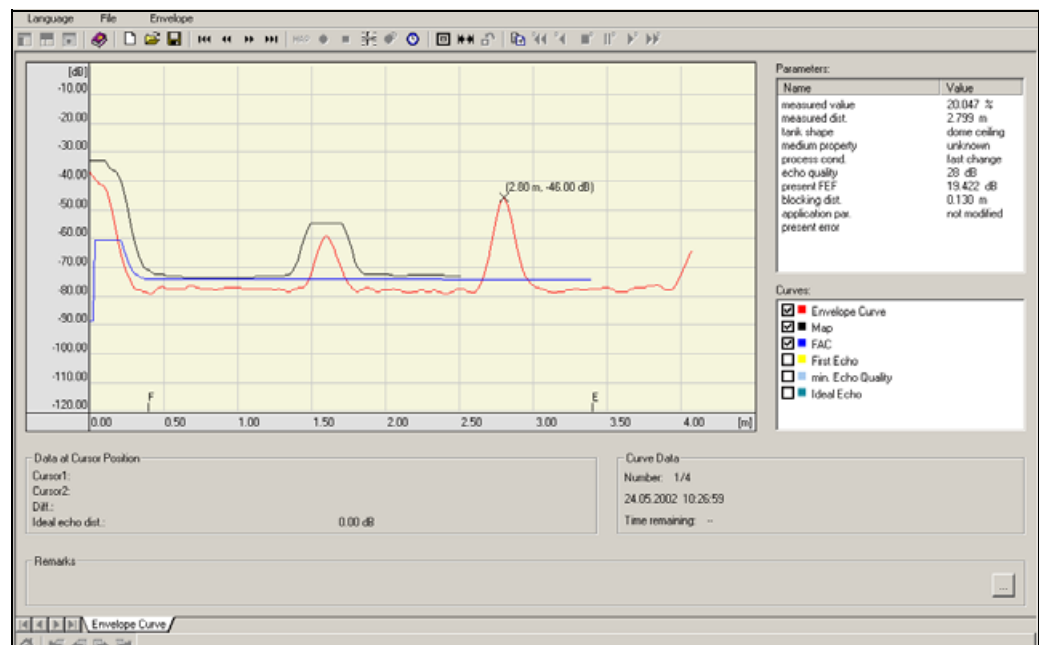 Language File Envelope
MAP
[dB]
-10.00
-20.00
-30.00
-40.00
-50.00
-60.00
-70.00
-80.00
-90.00
-100.00
-110.00
-120.00
(2.80 m, -46.00 dB)
F
E
0.00 0.50 1.00 1.50 2.00 2.50 3.00 3.50 4.00 [m]
Parameters:
Name Value
measured value 20.047 %
measured dist. 2.799 m
tank shape dome ceiling
medium property unknown
process cond. fast change
echo quality 28 dB
present FEF 19.422 dB
blocking dist. 0.130 m
application par. not modified
present error
Curves:
Envelope Curve
Map
FAC
First Echo
min. Echo Quality
Ideal Echo
Data at Cursor Position
Cursor1:
Cursor2:
Diff.:
Ideal echo dist.: 0.00 dB
Curve Data
Number: 1/4
24.05.2002 10:26:59
Time remaining: --
Remarks
...
Envelope Curve